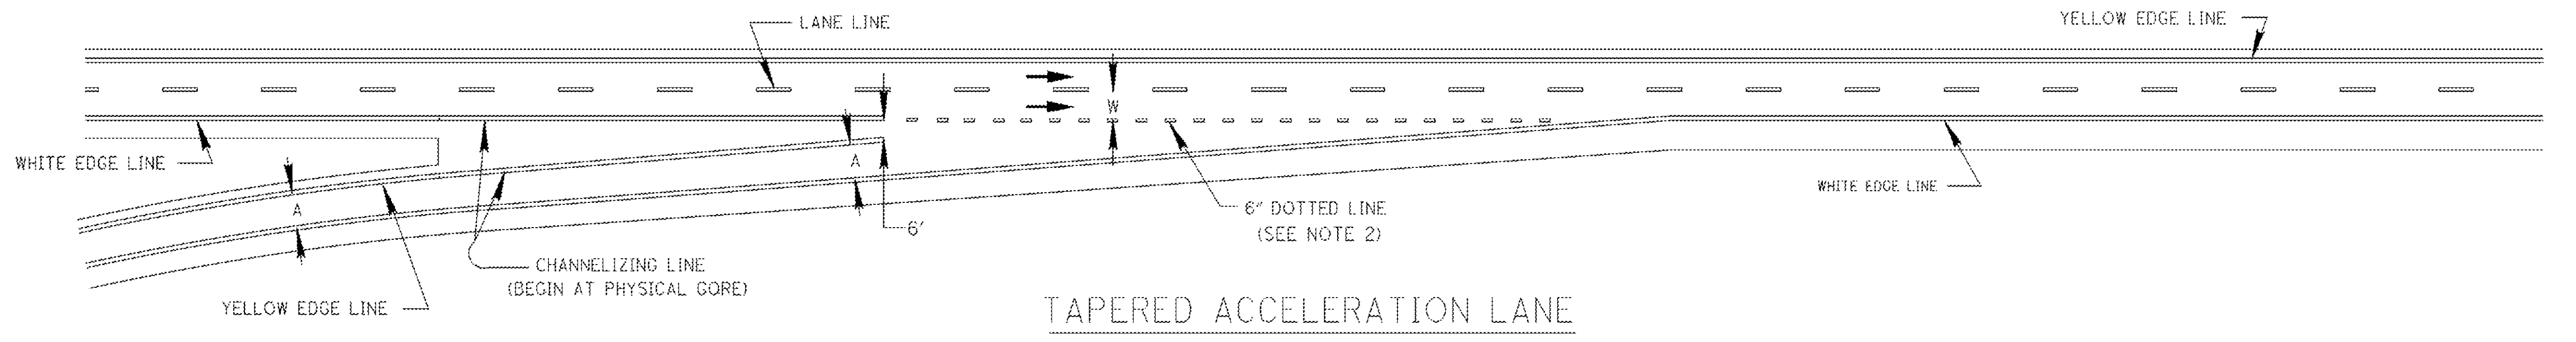 LANE LINE
YELLOW EDGE LINE
W
WHITE EDGE LINE
A
A
WHITE EDGE LINE
6" DOTTED LINE
(SEE NOTE 2)
6'
CHANNELIZING LINE
(BEGIN AT PHYSICAL GORE)
YELLOW EDGE LINE
TAPERED ACCELERATION LANE